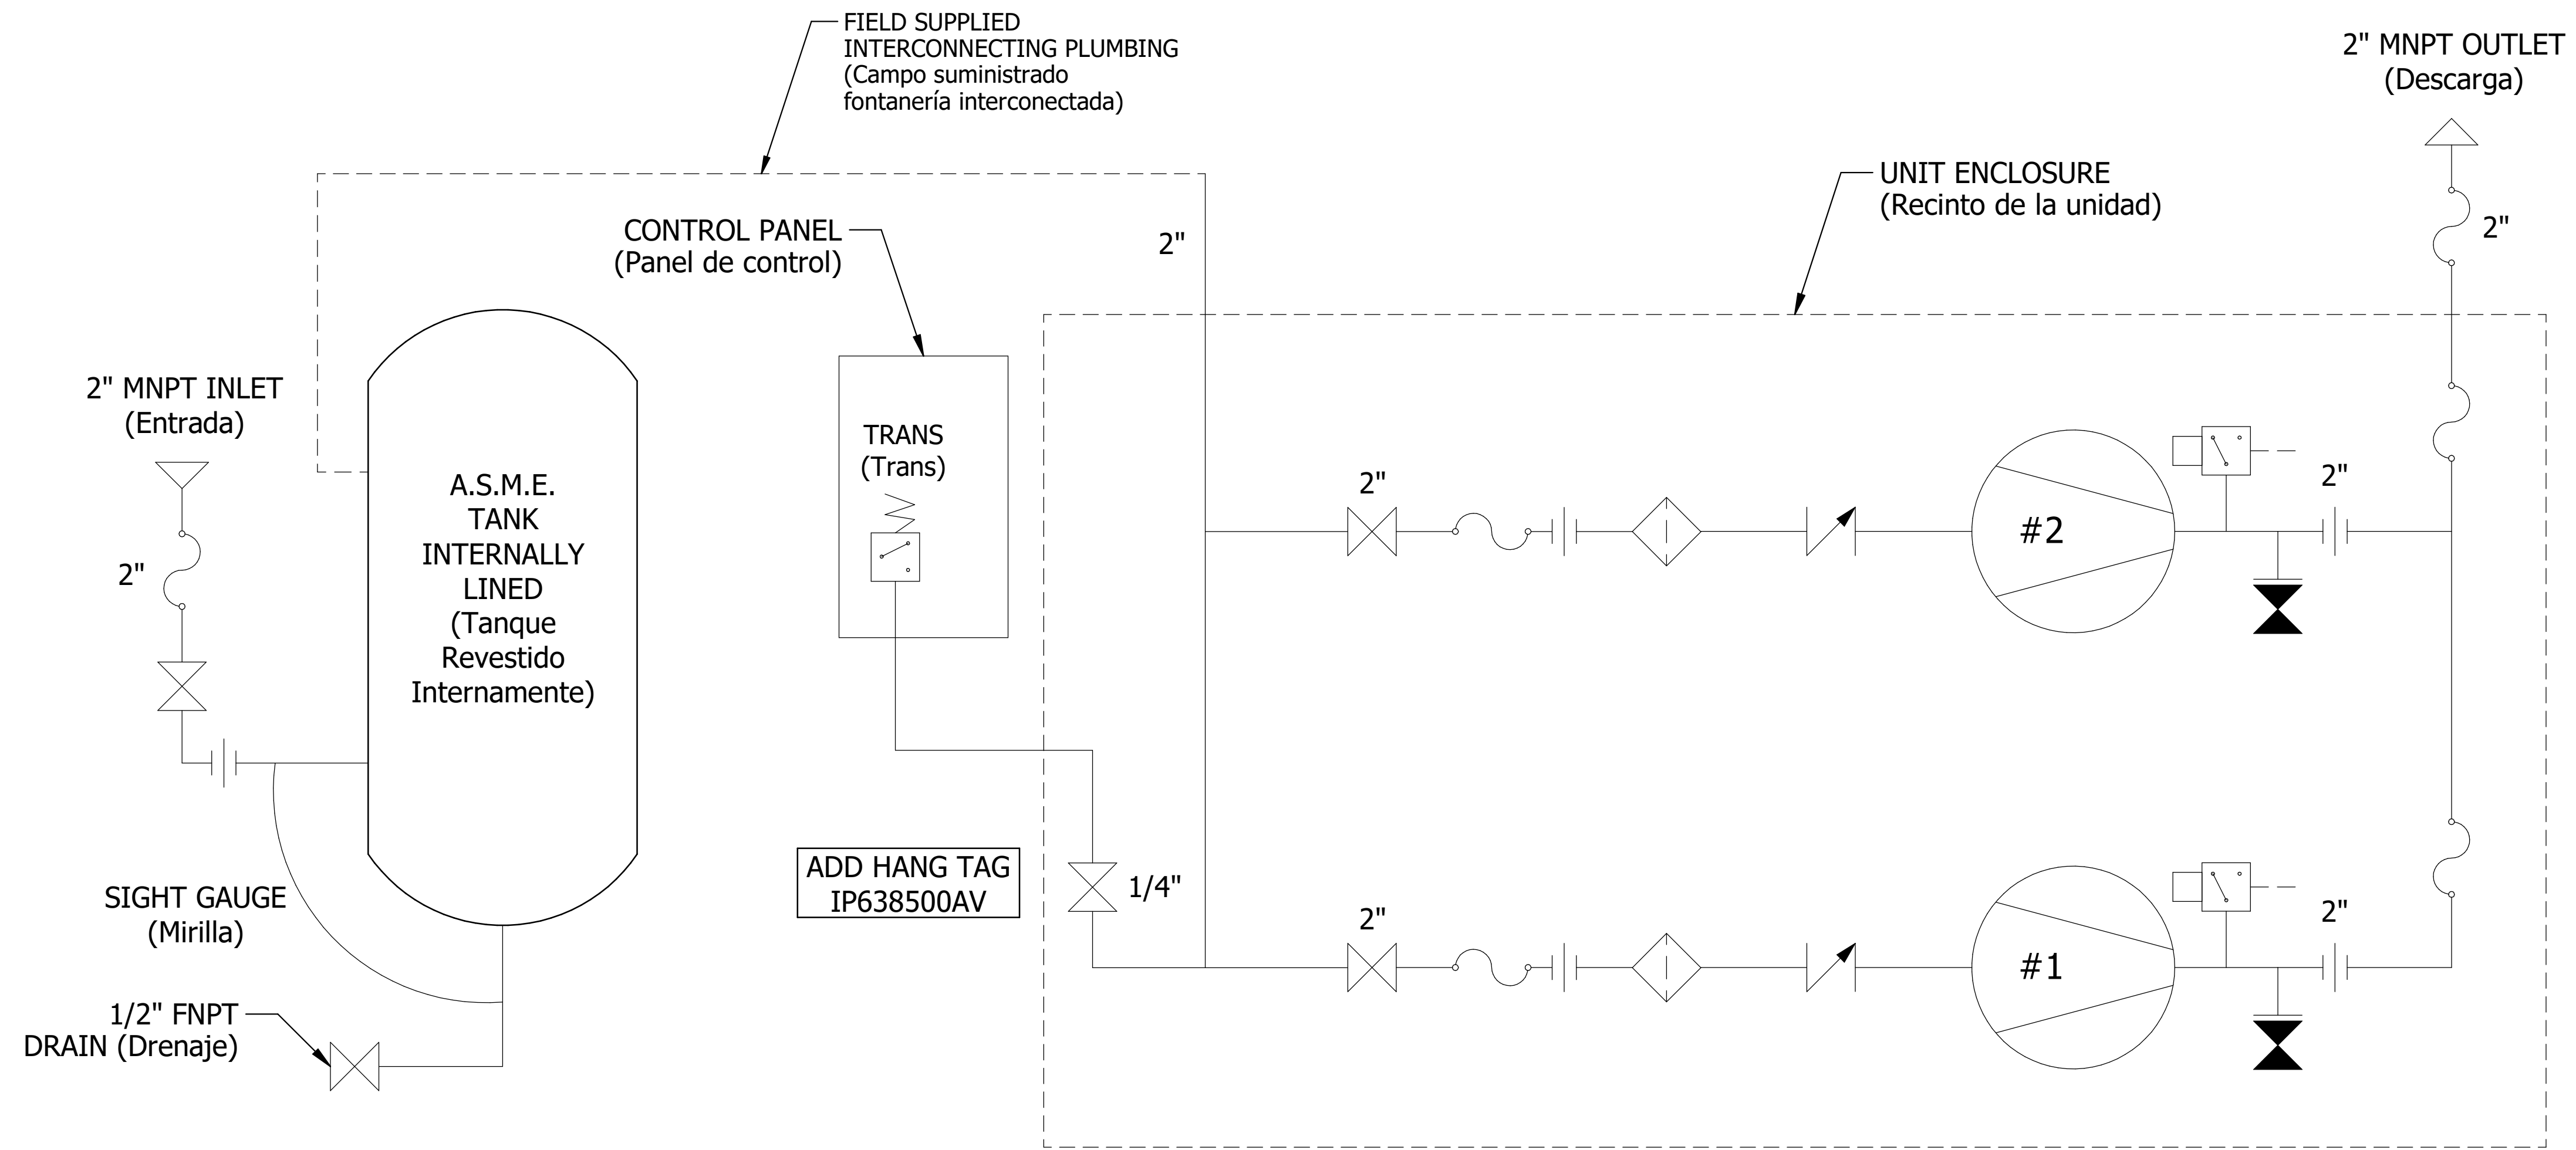 FIELD SUPPLIED
INTERCONNECTING PLUMBING
(Campo suministrado
fontanería interconectada)
2" MNPT OUTLET
(Descarga)
UNIT ENCLOSURE
(Recinto de la unidad)
CONTROL PANEL
(Panel de control)
2"
2"
2" MNPT INLET
(Entrada)
TRANS
(Trans)
A.S.M.E.
TANK
INTERNALLY
LINED
(Tanque
Revestido
Internamente)
2"
2"
#2
2"
ADD HANG TAG
IP638500AV
1/4"
SIGHT GAUGE
(Mirilla)
2"
#1
2"
1/2" FNPT
DRAIN (Drenaje)